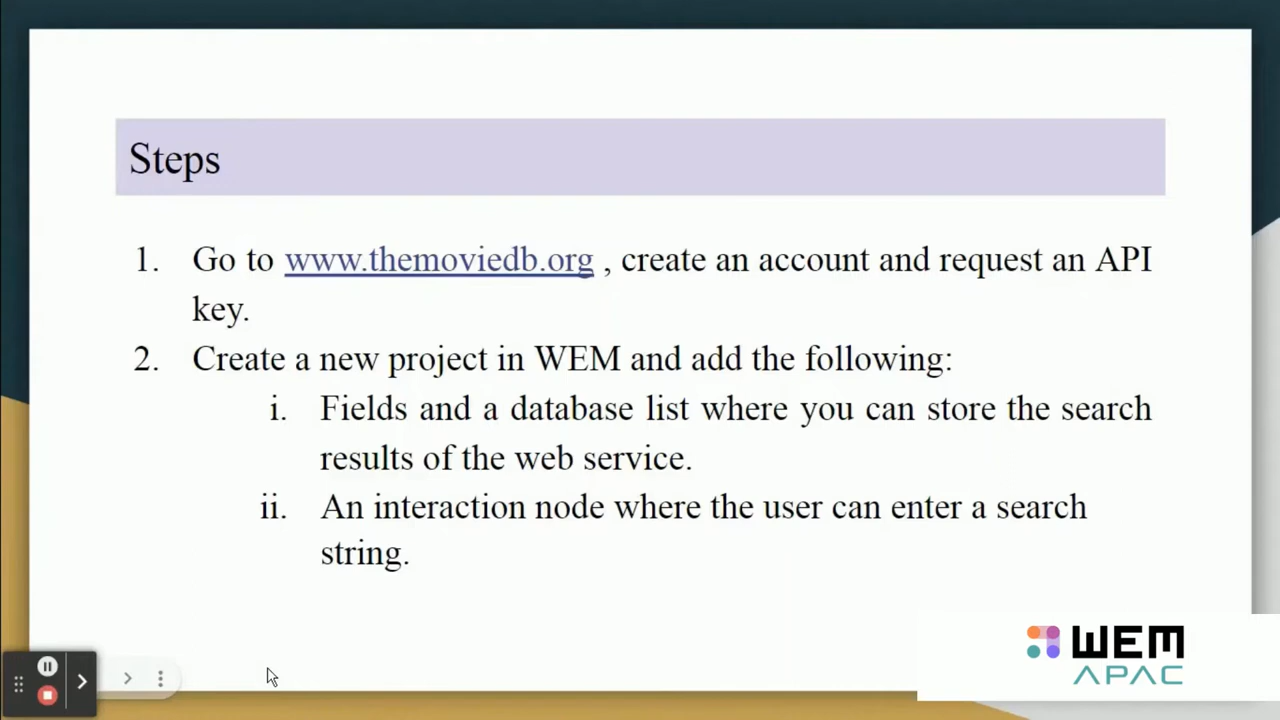 Steps
1. Go to www.themoviedb.org , create an account and request an API
key.
2. Create a new project in WEM and add the following:
i. Fields and a database list where you can store the search
results of the web service.
ii. An interaction node where the user can enter a search
string.
WEM
APAC